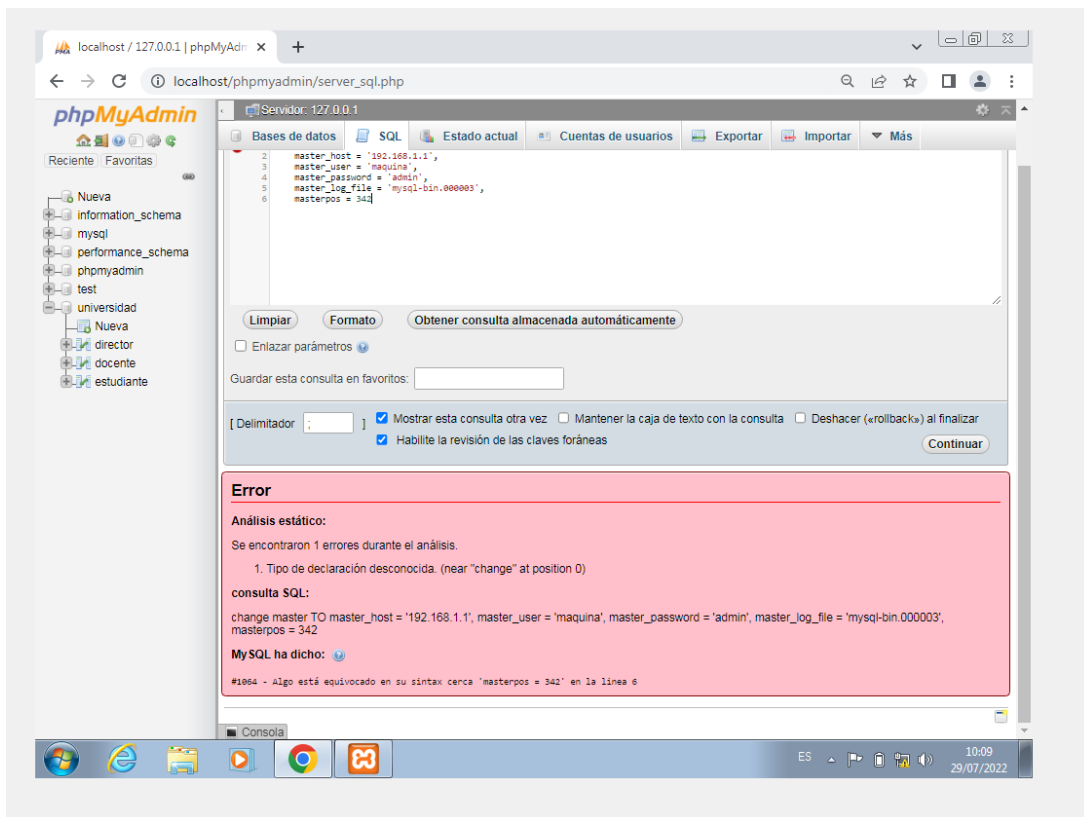 localhost / 127.0.0.1 | phpMyAdm
localhost/phpmyadmin/server_sql.php
phpMyAdmin
Reciente Favoritas
Nueva
information_schema
mysql
performance_schema
phpmyadmin
test
universidad
Nueva
director
docente
estudiante
Servidor: 127.0.0.1
Bases de datos SQL Estado actual Cuentas de usuarios Exportar Importar Más
2 master_host = '192.168.1.1',
3 master_user = 'maquina',
4 master_password = 'admin',
5 master_log_file = 'mysql-bin.000003',
6 masterpos = 342
Limpiar Formato Obtener consulta almacenada automáticamente
Enlazar parámetros
Guardar esta consulta en favoritos:
[ Delimitador ; ] Mostrar esta consulta otra vez Mantener la caja de texto con la consulta Deshacer («rollback») al finalizar
Habilite la revisión de las claves foráneas
Continuar
Error
Análisis estático:
Se encontraron 1 errores durante el análisis.
1. Tipo de declaración desconocida. (near "change" at position 0)
consulta SQL:
change master TO master_host = '192.168.1.1', master_user = 'maquina', master_password = 'admin', master_log_file = 'mysql-bin.000003',
masterpos = 342
MySQL ha dicho:
#1064 - Algo está equivocado en su sintax cerca 'masterpos = 342' en la linea 6
Consola
ES
10:09
29/07/2022